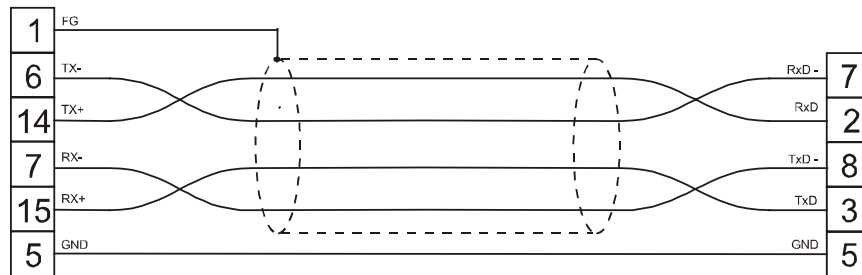 1 FG
6 TX- RxD - 7
14 TX+ RxD 2
7 RX- TxD - 8
15 RX+ TxD 3
5 GND GND 5